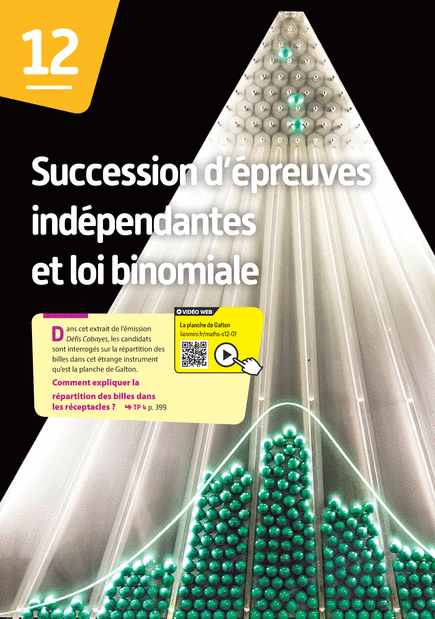 12
Succession d'épreuves
indépendantes
et loi binomiale
VIDÉO WEB
La planche de Galton
lienmini.fr/maths-s12-01
Dans cet extrait de l'émission
Défis Cobayes, les candidats
sont interrogés sur la répartition des
billes dans cet étrange instrument
qu'est la planche de Galton.
Comment expliquer la
répartition des billes dans
les réceptacles ? TP 4 p. 399